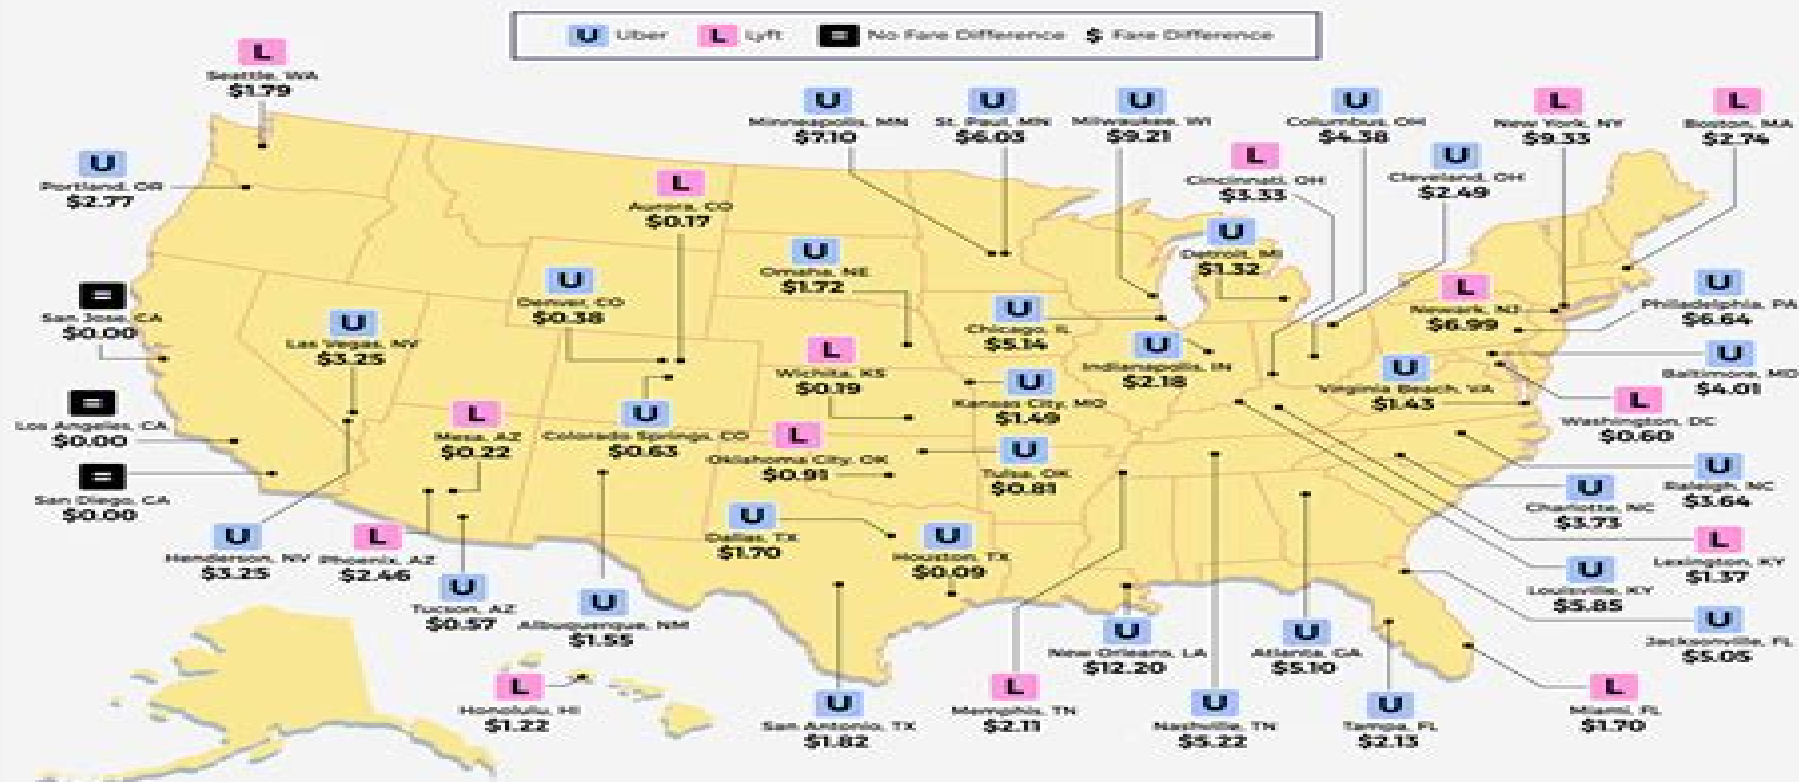 U Uber L Lyft = No Fare Difference $ Fare Difference
L
Seattle, WA
$1.79
U
Portland, OR
$2.77
=
San Jose, CA
$0.00
=
Los Angeles, CA
$0.00
=
San Diego, CA
$0.00
U
Las Vegas, NV
$3.25
U
Henderson, NV
$3.25
L
Phoenix, AZ
$2.46
L
Mesa, AZ
$0.22
U
Tucson, AZ
$0.57
U
Albuquerque, NM
$1.55
L
Aurora, CO
$0.17
U
Denver, CO
$0.38
U
Colorado Springs, CO
$0.63
U
Omaha, NE
$1.72
L
Wichita, KS
$0.19
L
Oklahoma City, OK
$0.91
U
Dallas, TX
$1.70
U
Houston, TX
$0.09
U
San Antonio, TX
$1.82
L
Honolulu, HI
$1.22
U
Minneapolis, MN
$7.10
U
St. Paul, MN
$6.03
U
Milwaukee, WI
$9.21
U
Chicago, IL
$5.14
U
Kansas City, MO
$1.49
U
Tulsa, OK
$0.81
U
Indianapolis, IN
$2.18
U
Detroit, MI
$1.32
L
Cincinnati, OH
$3.33
U
Columbus, OH
$4.38
U
Cleveland, OH
$2.49
L
New York, NY
$9.33
L
Boston, MA
$2.74
L
Newark, NJ
$6.99
U
Philadelphia, PA
$6.64
U
Baltimore, MD
$4.01
L
Washington, DC
$0.60
U
Virginia Beach, VA
$1.43
U
Raleigh, NC
$3.64
U
Charlotte, NC
$3.73
L
Lexington, KY
$1.37
U
Louisville, KY
$5.85
U
Jacksonville, FL
$5.05
L
Miami, FL
$1.70
U
Tampa, FL
$2.15
U
Atlanta, GA
$5.10
U
Nashville, TN
$5.22
U
New Orleans, LA
$12.20
L
Memphis, TN
$2.11